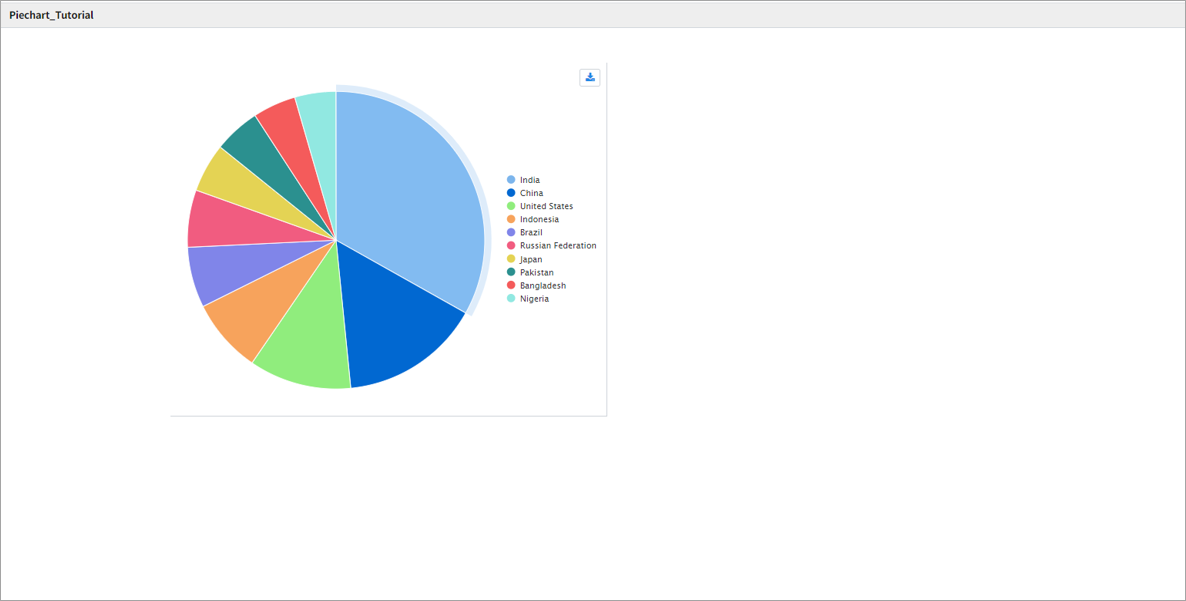 Piechart_Tutorial
India
China
United States
Indonesia
Brazil
Russian Federation
Japan
Pakistan
Bangladesh
Nigeria